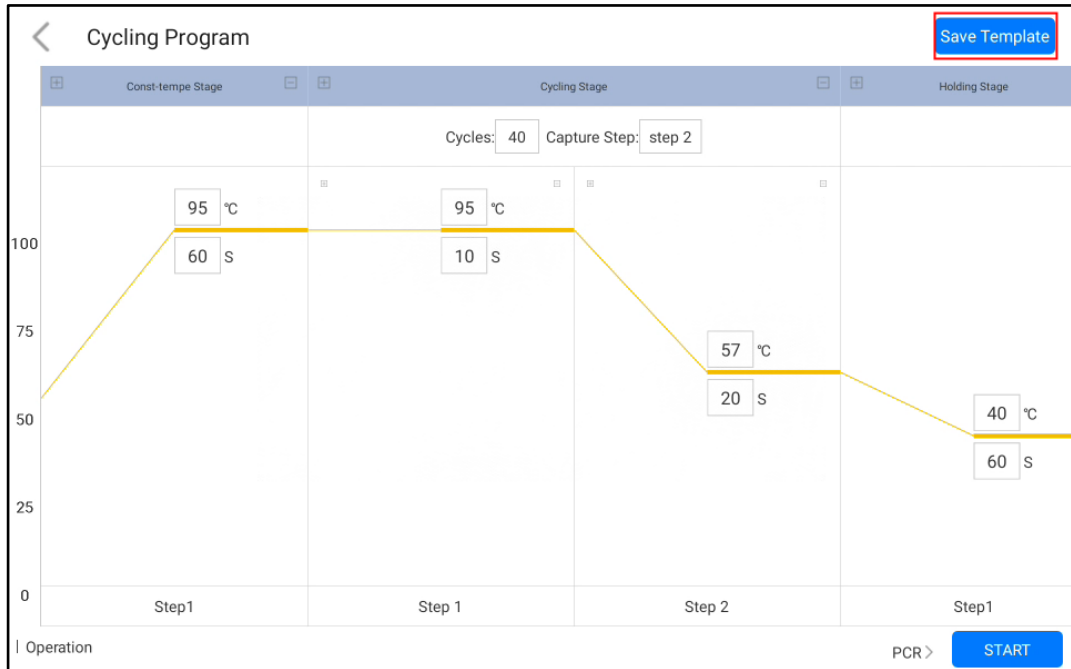 Cycling Program
Save Template
Const-tempe Stage
Cycling Stage
Holding Stage
Cycles: 40 Capture Step: step 2
95 ℃
60 S
95 ℃
10 S
57 ℃
20 S
40 ℃
60 S
100
75
50
25
0
Step1
Step 1
Step 2
Step1
| Operation
PCR >
START